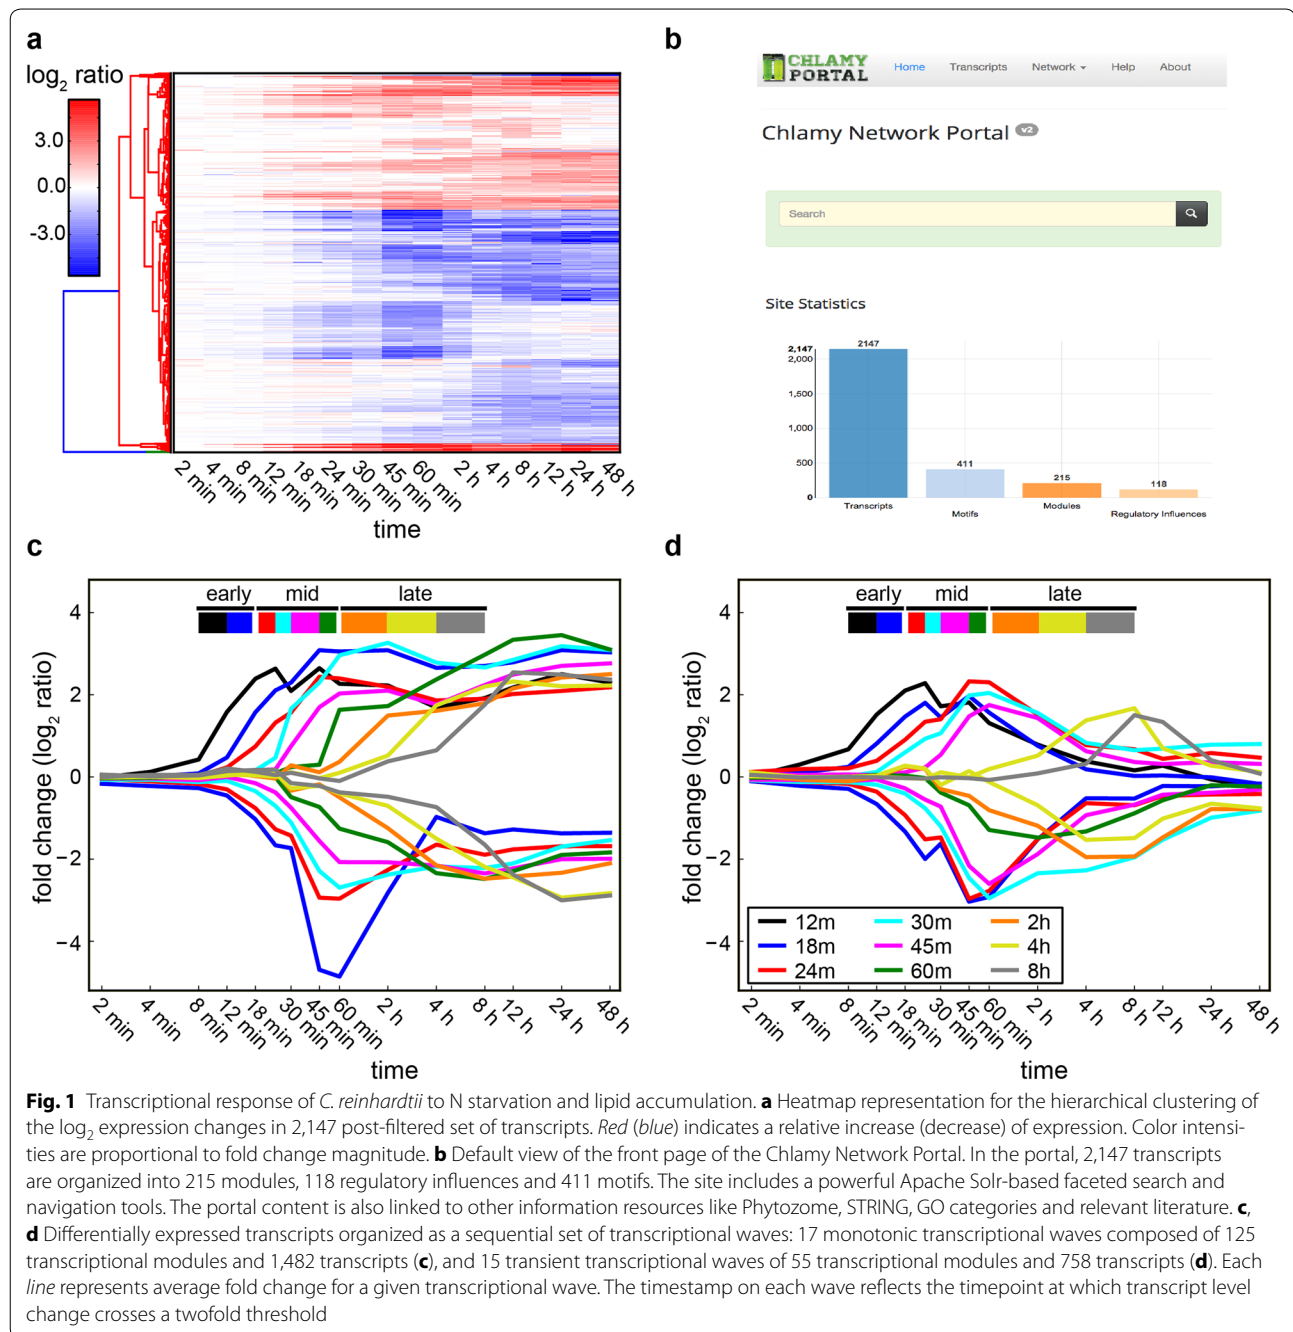 a
log2 ratio
3.0
0.0
-3.0
2 min
4 min
8 min
12 min
18 min
24 min
30 min
45 min
60 min
2 h
4 h
8 h
12 h
24 h
48 h
time
b
CHLAMY
PORTAL
Home Transcripts Network Help About
Chlamy Network Portal v2
Search
Site Statistics
2,147
2,000
1,500
1,000
500
0
2147
411
215
118
Transcripts
Motifs
Modules
Regulatory Influences
c
early mid late
fold change (log2 ratio)
4
2
0
−2
−4
2 min
4 min
8 min
12 min
18 min
24 min
30 min
45 min
60 min
2 h
4 h
8 h
12 h
24 h
48 h
time
d
early mid late
fold change (log2 ratio)
4
2
0
−2
−4
12m 30m 2h
18m 45m 4h
24m 60m 8h
2 min
4 min
8 min
12 min
18 min
24 min
30 min
45 min
60 min
2 h
4 h
8 h
12 h
24 h
48 h
time
Fig. 1 Transcriptional response of C. reinhardtii to N starvation and lipid accumulation. a Heatmap representation for the hierarchical clustering of
the log2 expression changes in 2,147 post-filtered set of transcripts. Red (blue) indicates a relative increase (decrease) of expression. Color intensi-
ties are proportional to fold change magnitude. b Default view of the front page of the Chlamy Network Portal. In the portal, 2,147 transcripts
are organized into 215 modules, 118 regulatory influences and 411 motifs. The site includes a powerful Apache Solr-based faceted search and
navigation tools. The portal content is also linked to other information resources like Phytozome, STRING, GO categories and relevant literature. c,
d Differentially expressed transcripts organized as a sequential set of transcriptional waves: 17 monotonic transcriptional waves composed of 125
transcriptional modules and 1,482 transcripts (c), and 15 transient transcriptional waves of 55 transcriptional modules and 758 transcripts (d). Each
line represents average fold change for a given transcriptional wave. The timestamp on each wave reflects the timepoint at which transcript level
change crosses a twofold threshold